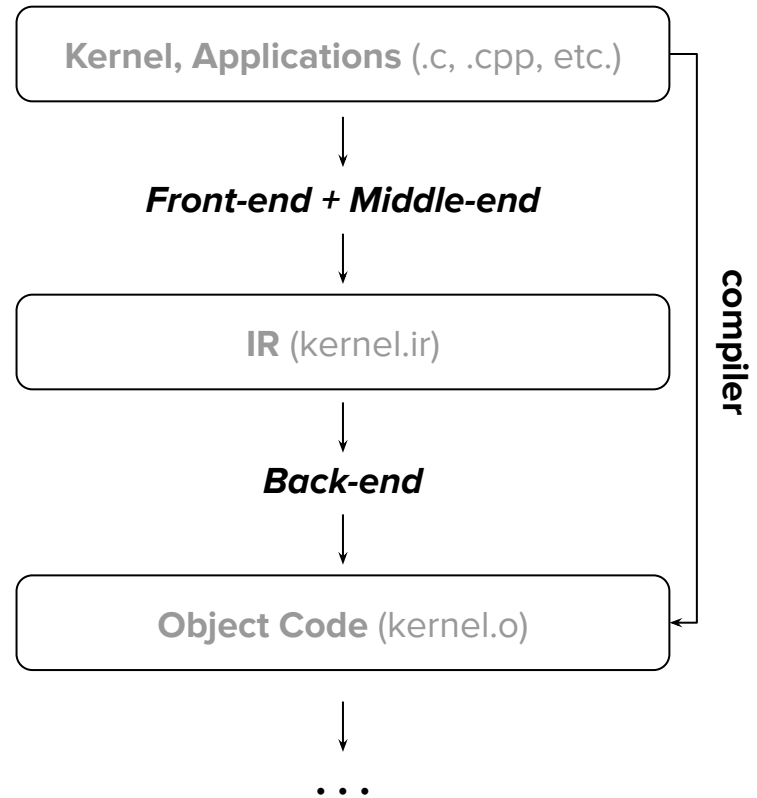 Kernel, Applications (.c, .cpp, etc.)
Front-end + Middle-end
IR (kernel.ir)
compiler
Back-end
Object Code (kernel.o)
...